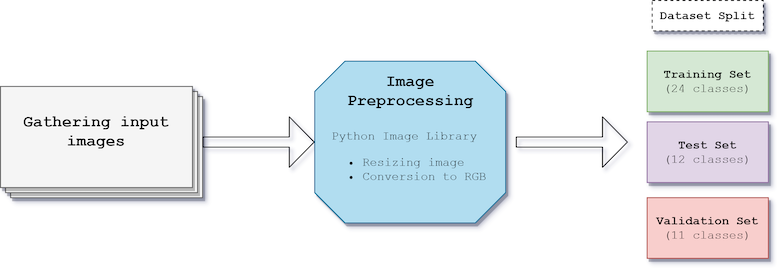 Gathering input
images
Image
Preprocessing
Python Image Library
• Resizing image
• Conversion to RGB
Dataset Split
Training Set
(24 classes)
Test Set
(12 classes)
Validation Set
(11 classes)